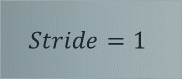 Stride = 1